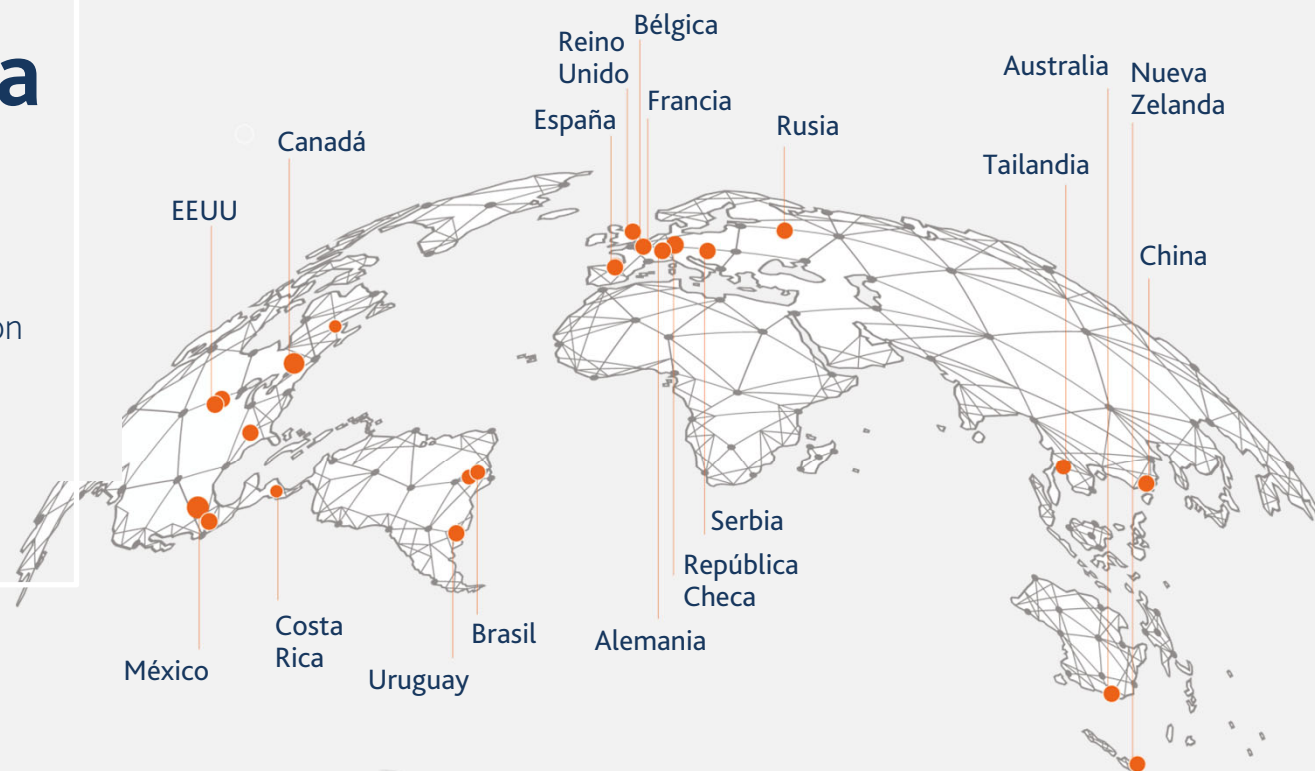 a
on
Bélgica
Reino
Unido
Francia
España
Canadá
EEUU
Rusia
Australia
Nueva
Zelanda
Tailandia
China
Serbia
República
Checa
Alemania
Costa
Rica
Brasil
México
Uruguay